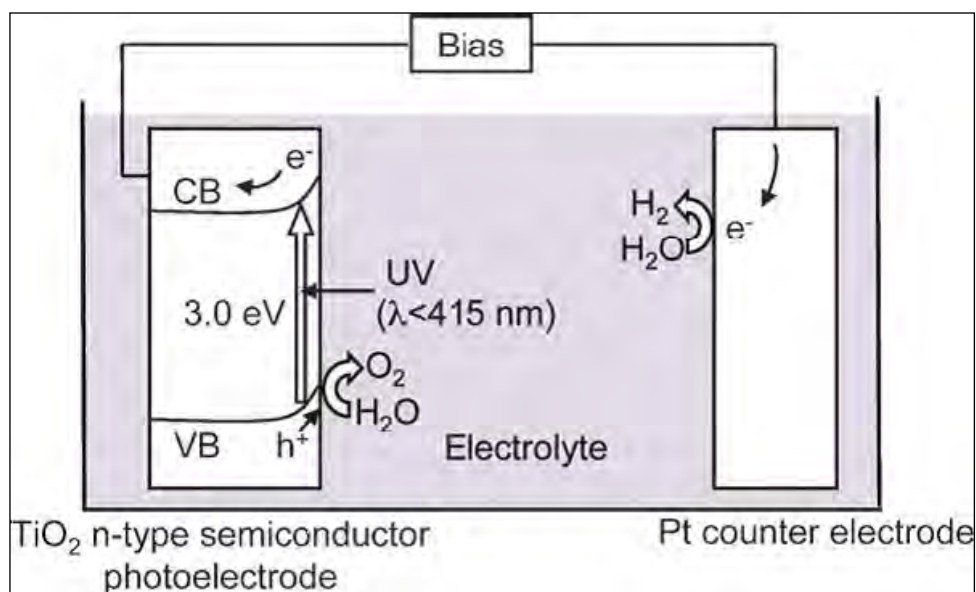 Bias
e⁻
CB
H₂
H₂O
e⁻
UV
3.0 eV
(λ<415 nm)
O₂
H₂O
VB
h⁺
Electrolyte
TiO₂ n-type semiconductor
photoelectrode
Pt counter electrode